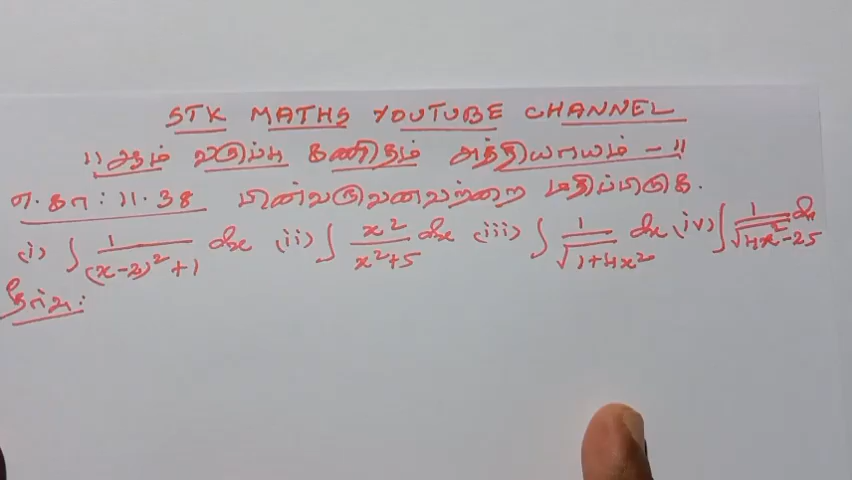 STK MATHS YOUTUBE CHANNEL
11 ஆம் வகுப்பு கணிதம் அத்தியாயம் - 11
எ.கா: 11.38 பின்வருவனவற்றை மதிப்பிடுக.
(i) ∫ 1/((x-2)²+1) dx (ii) ∫ x²/(x²+5) dx (iii) ∫ 1/√(1+4x²) dx (iv) ∫ 1/√(4x²-25) dx
தீர்வு: